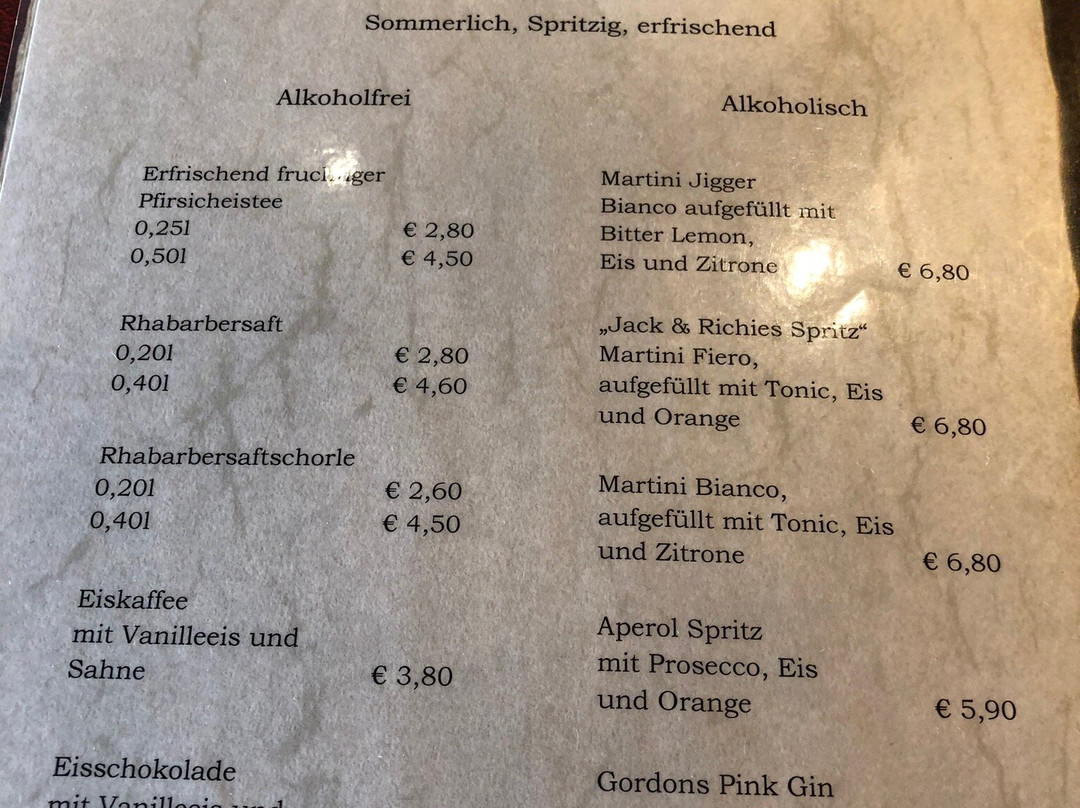 Sommerlich, Spritzig, erfrischend
Alkoholfrei
Erfrischend
Pfirsicheistee
0,25l € 2,80
0,50l € 4,50
Rhabarbersaft
0,20l € 2,80
0,40l € 4,60
Rhabarbersaftschorle
0,20l € 2,60
0,40l € 4,50
Eiskaffee
mit Vanilleeis und
Sahne € 3,80
Eisschokolade
mit Vanilleeis und
Alkoholisch
Martini Jigger
Bianco aufgefüllt mit
Bitter Lemon,
Eis und Zitrone € 6,80
„Jack & Richies Spritz“
Martini Fiero,
aufgefüllt mit Tonic, Eis
und Orange € 6,80
Martini Bianco,
aufgefüllt mit Tonic, Eis
und Zitrone € 6,80
Aperol Spritz
mit Prosecco, Eis
und Orange € 5,90
Gordons Pink Gin